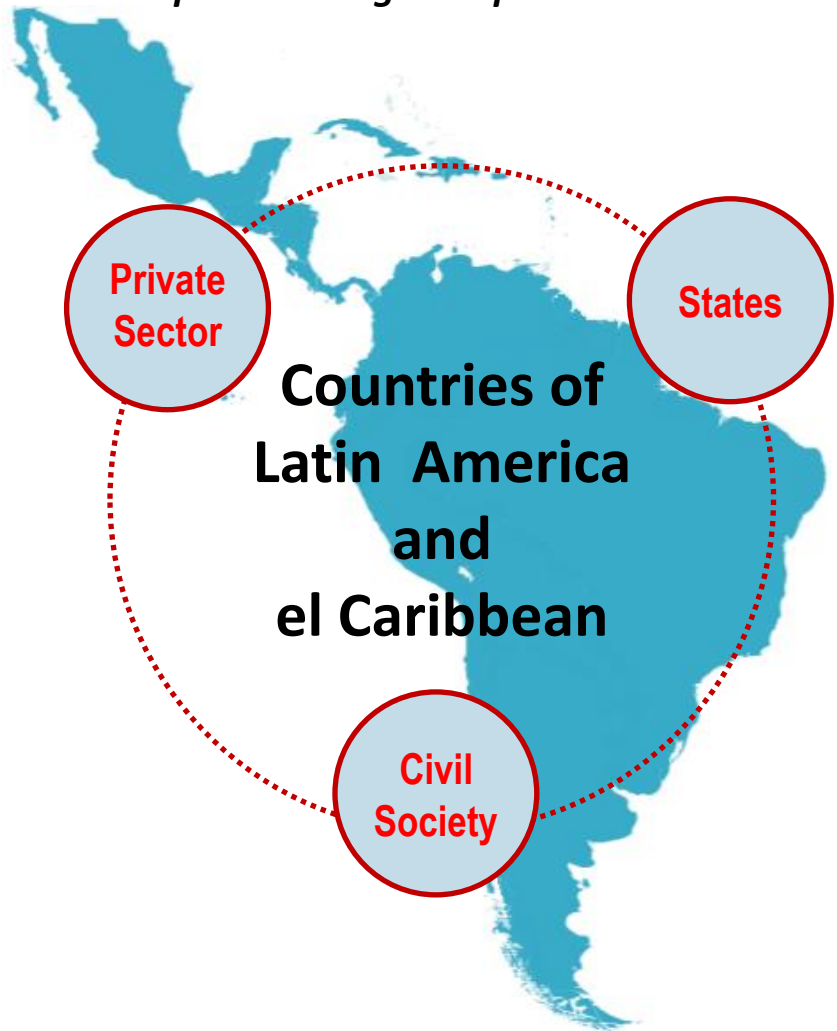 Private
Sector
States
Countries of
Latin America
and
el Caribbean
Civil
Society